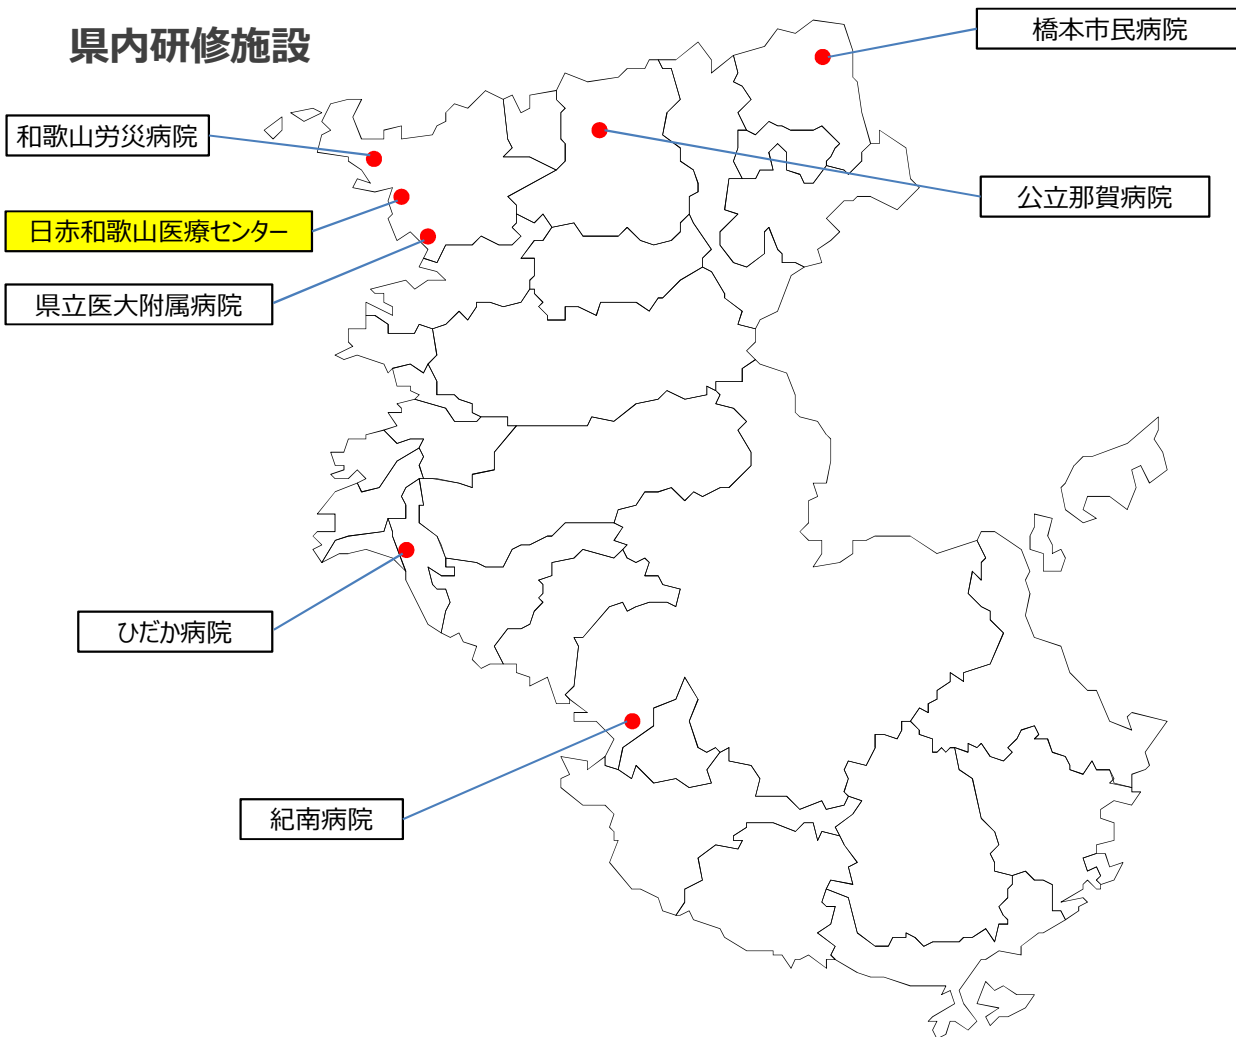 県内研修施設
橋本市民病院
和歌山労災病院
公立那賀病院
日赤和歌山医療センター
県立医大附属病院
ひだか病院
紀南病院